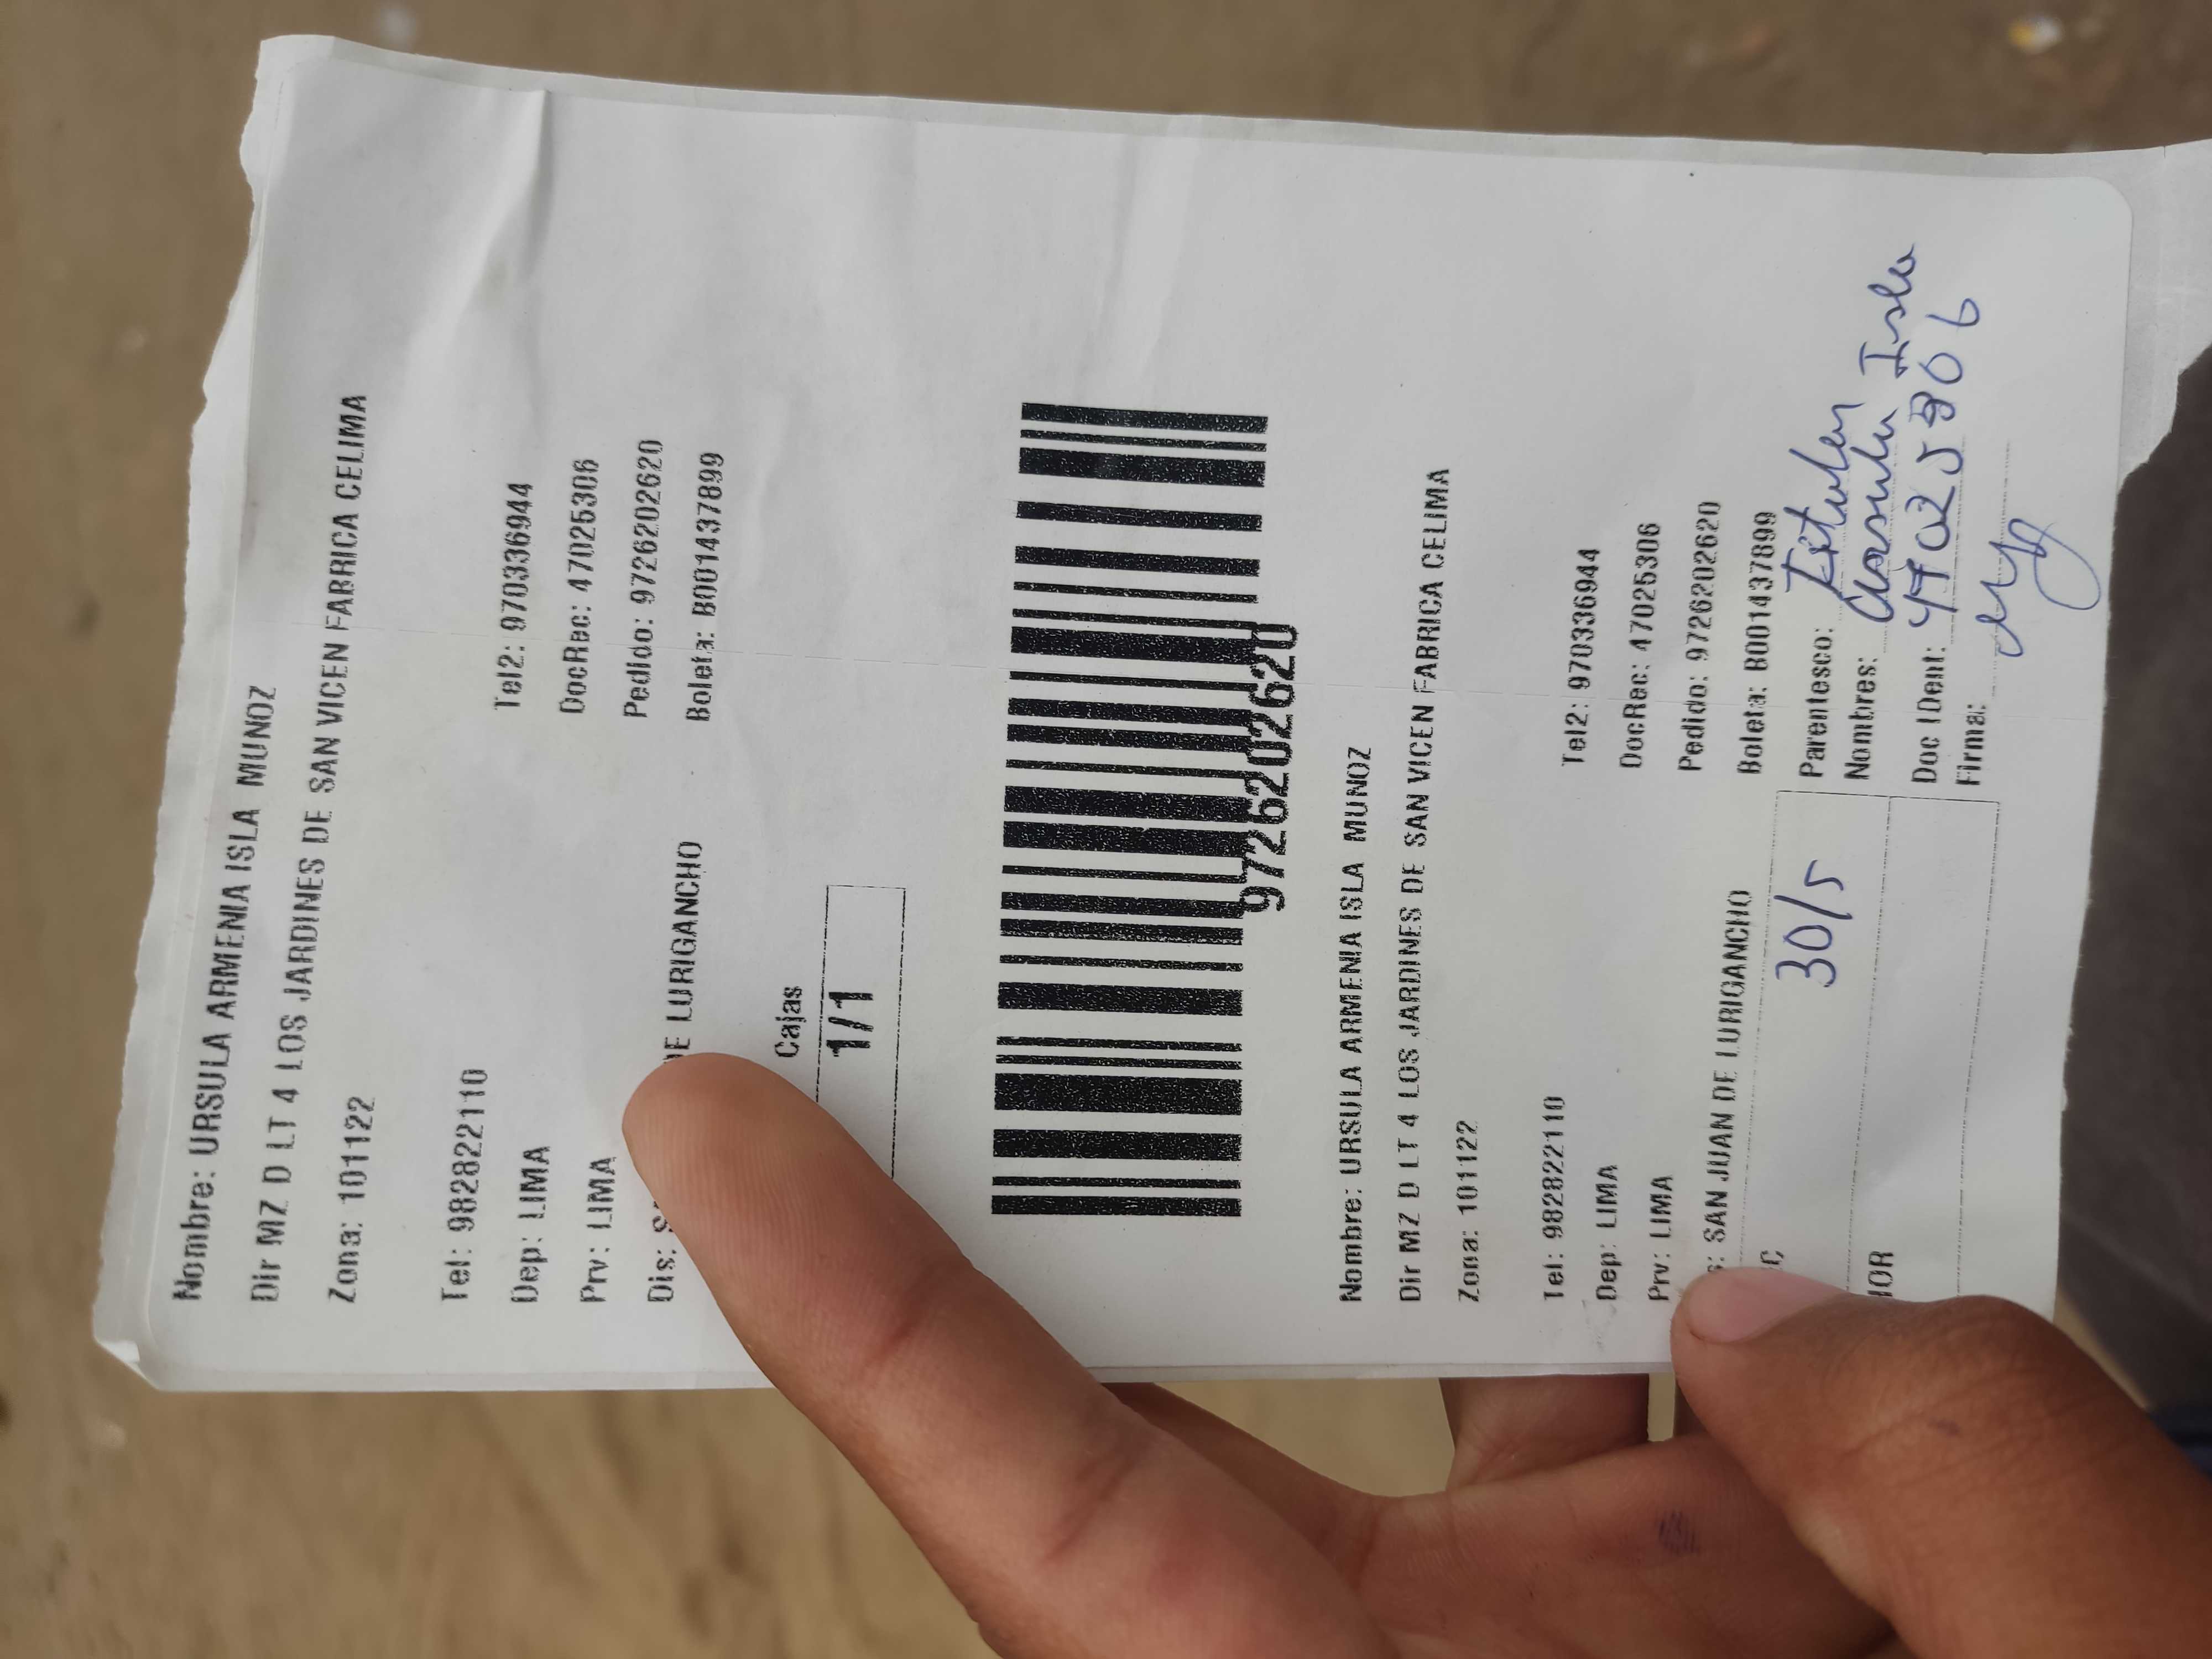 Nombre: URSULA ARMENIA ISLA MUNOZ
Dir MZ D LT 4 LOS JARDINES DE SAN VICEN FABRICA CELIMA
Zona: 101122
Tel: 982822110 Tel2: 970336944
Dep: LIMA DocRec: 47025306
Prv: LIMA Pedido: 9726202620
Dis: DE LURIGANCHO Boleta: B001437899
Cajas
1/1
9726202620
Nombre: URSULA ARMENIA ISLA MUNOZ
Dir MZ D LT 4 LOS JARDINES DE SAN VICEN FABRICA CELIMA
Zona: 101122
Tel: 982822110 Tel2: 970336944
Dep: LIMA DocRec: 47025306
Prv: LIMA Pedido: 9726202620
SAN JUAN DE LURIGANCHO Boleta: B001437899
30/5 Parentesco:
Nombres: Isla
Doc IDent:
Firma: